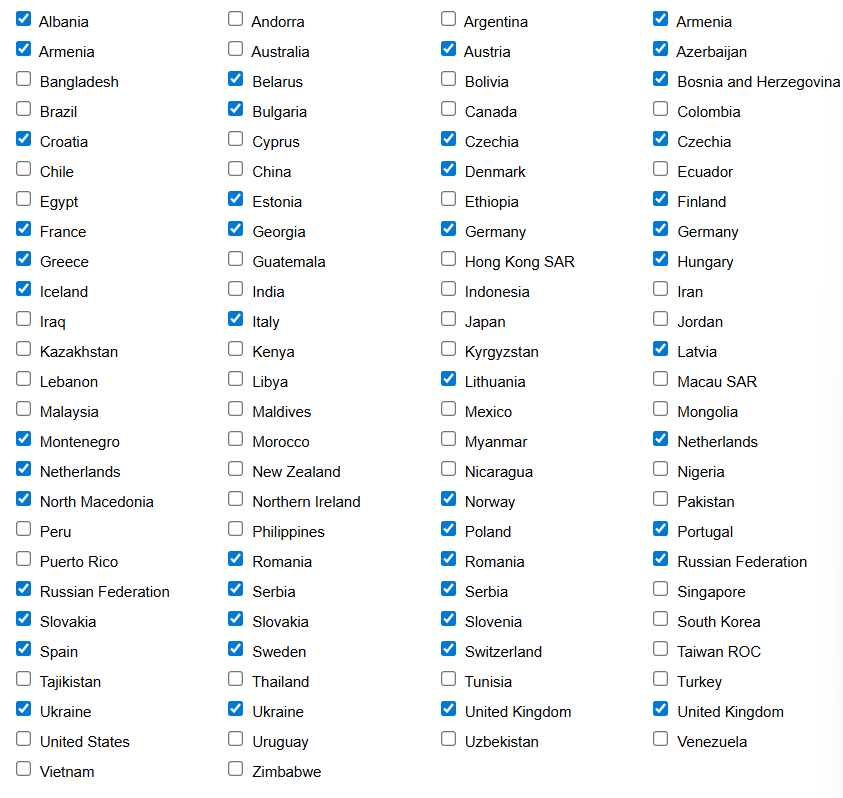 Albania Andorra Argentina Armenia
Armenia Australia Austria Azerbaijan
Bangladesh Belarus Bolivia Bosnia and Herzegovina
Brazil Bulgaria Canada Colombia
Croatia Cyprus Czechia Czechia
Chile China Denmark Ecuador
Egypt Estonia Ethiopia Finland
France Georgia Germany Germany
Greece Guatemala Hong Kong SAR Hungary
Iceland India Indonesia Iran
Iraq Italy Japan Jordan
Kazakhstan Kenya Kyrgyzstan Latvia
Lebanon Libya Lithuania Macau SAR
Malaysia Maldives Mexico Mongolia
Montenegro Morocco Myanmar Netherlands
Netherlands New Zealand Nicaragua Nigeria
North Macedonia Northern Ireland Norway Pakistan
Peru Philippines Poland Portugal
Puerto Rico Romania Romania Russian Federation
Russian Federation Serbia Serbia Singapore
Slovakia Slovakia Slovenia South Korea
Spain Sweden Switzerland Taiwan ROC
Tajikistan Thailand Tunisia Turkey
Ukraine Ukraine United Kingdom United Kingdom
United States Uruguay Uzbekistan Venezuela
Vietnam Zimbabwe